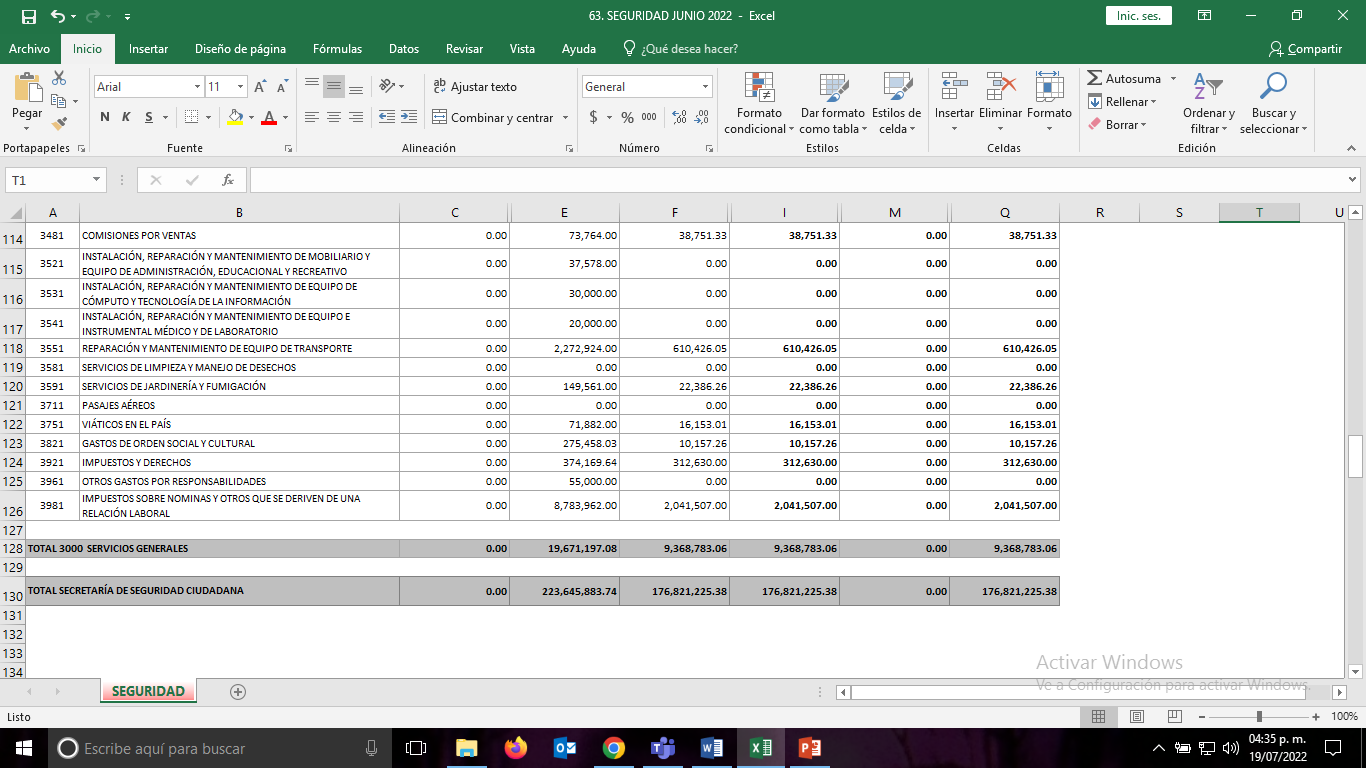 63. SEGURIDAD JUNIO 2022 - Excel
Inic. ses.
Archivo Inicio Insertar Diseño de página Fórmulas Datos Revisar Vista Ayuda ¿Qué desea hacer? Compartir
Pegar
Arial 11
N K S
Ajustar texto
Combinar y centrar
General
$ % 000
Formato condicional
Dar formato como tabla
Estilos de celda
Insertar Eliminar Formato
Autosuma
Rellenar
Borrar
Ordenar y filtrar
Buscar y seleccionar
Portapapeles Fuente Alineación Número Estilos Celdas Edición
T1 fx
A B C E F I M Q R S T U
114 3481 COMISIONES POR VENTAS 0.00 73,764.00 38,751.33 38,751.33 0.00 38,751.33
115 3521 INSTALACIÓN, REPARACIÓN Y MANTENIMIENTO DE MOBILIARIO Y
EQUIPO DE ADMINISTRACIÓN, EDUCACIONAL Y RECREATIVO 0.00 37,578.00 0.00 0.00 0.00 0.00
116 3531 INSTALACIÓN, REPARACIÓN Y MANTENIMIENTO DE EQUIPO DE
CÓMPUTO Y TECNOLOGÍA DE LA INFORMACIÓN 0.00 30,000.00 0.00 0.00 0.00 0.00
117 3541 INSTALACIÓN, REPARACIÓN Y MANTENIMIENTO DE EQUIPO E
INSTRUMENTAL MÉDICO Y DE LABORATORIO 0.00 20,000.00 0.00 0.00 0.00 0.00
118 3551 REPARACIÓN Y MANTENIMIENTO DE EQUIPO DE TRANSPORTE 0.00 2,272,924.00 610,426.05 610,426.05 0.00 610,426.05
119 3581 SERVICIOS DE LIMPIEZA Y MANEJO DE DESECHOS 0.00 0.00 0.00 0.00 0.00 0.00
120 3591 SERVICIOS DE JARDINERÍA Y FUMIGACIÓN 0.00 149,561.00 22,386.26 22,386.26 0.00 22,386.26
121 3711 PASAJES AÉREOS 0.00 0.00 0.00 0.00 0.00 0.00
122 3751 VIÁTICOS EN EL PAÍS 0.00 71,882.00 16,153.01 16,153.01 0.00 16,153.01
123 3821 GASTOS DE ORDEN SOCIAL Y CULTURAL 0.00 275,458.03 10,157.26 10,157.26 0.00 10,157.26
124 3921 IMPUESTOS Y DERECHOS 0.00 374,169.64 312,630.00 312,630.00 0.00 312,630.00
125 3961 OTROS GASTOS POR RESPONSABILIDADES 0.00 55,000.00 0.00 0.00 0.00 0.00
126 3981 IMPUESTOS SOBRE NOMINAS Y OTROS QUE SE DERIVEN DE UNA
RELACIÓN LABORAL 0.00 8,783,962.00 2,041,507.00 2,041,507.00 0.00 2,041,507.00
127
128 TOTAL 3000 SERVICIOS GENERALES 0.00 19,671,197.08 9,368,783.06 9,368,783.06 0.00 9,368,783.06
129
130 TOTAL SECRETARÍA DE SEGURIDAD CIUDADANA 0.00 223,645,883.74 176,821,225.38 176,821,225.38 0.00 176,821,225.38
131
132
133
134
Activar Windows
Ve a Configuración para activar Windows.
SEGURIDAD
Listo 100%
Escribe aquí para buscar
04:35 p. m.
19/07/2022